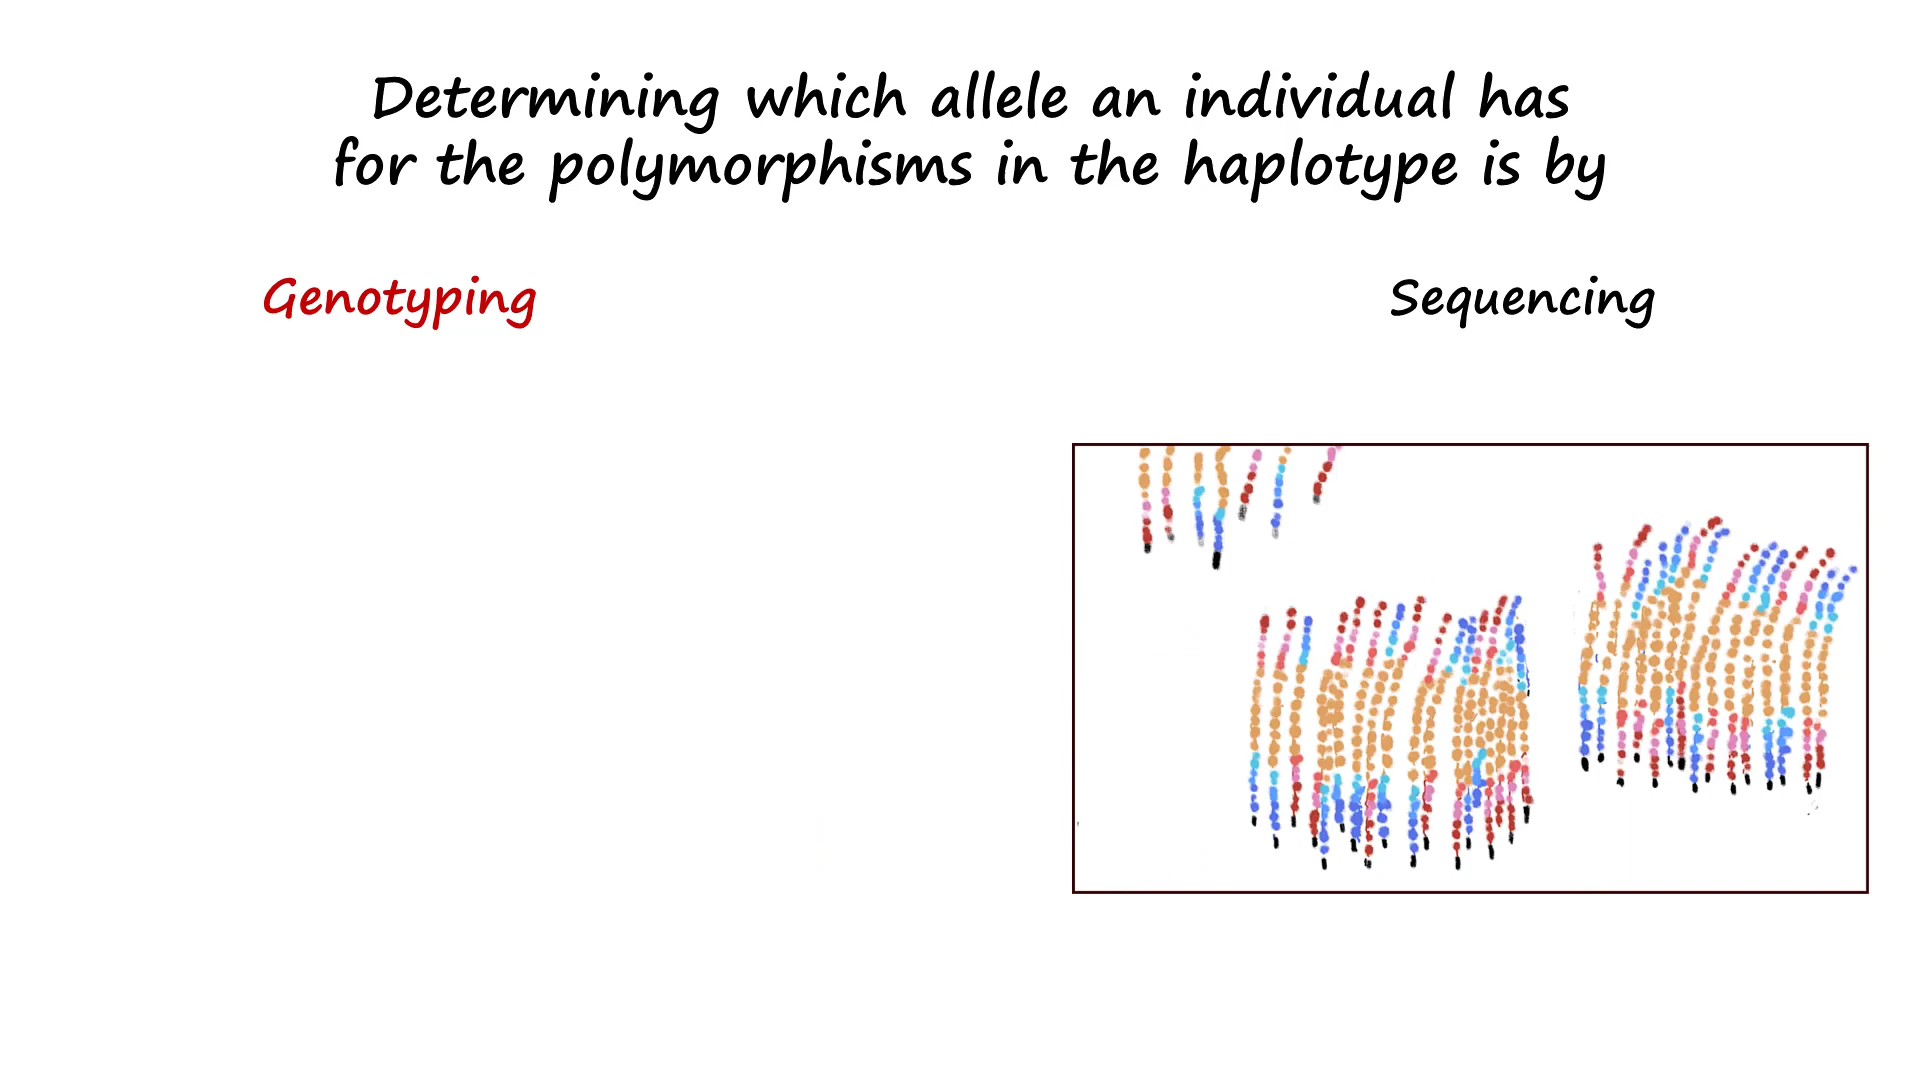 Determining which allele an individual has
for the polymorphisms in the haplotype is by
Genotyping
Sequencing